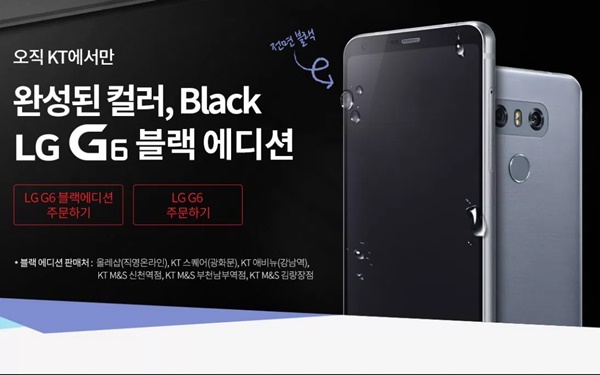 오직 KT에서만
전면 블랙
완성된 컬러, Black
LG G6 블랙 에디션
LG G6 블랙에디션
주문하기
LG G6
주문하기
• 블랙 에디션 판매처 : 올레샵(직영온라인), KT 스퀘어(광화문), KT 애비뉴(강남역),
KT M&S 신천역점, KT M&S 부천남부역점, KT M&S 김량장점